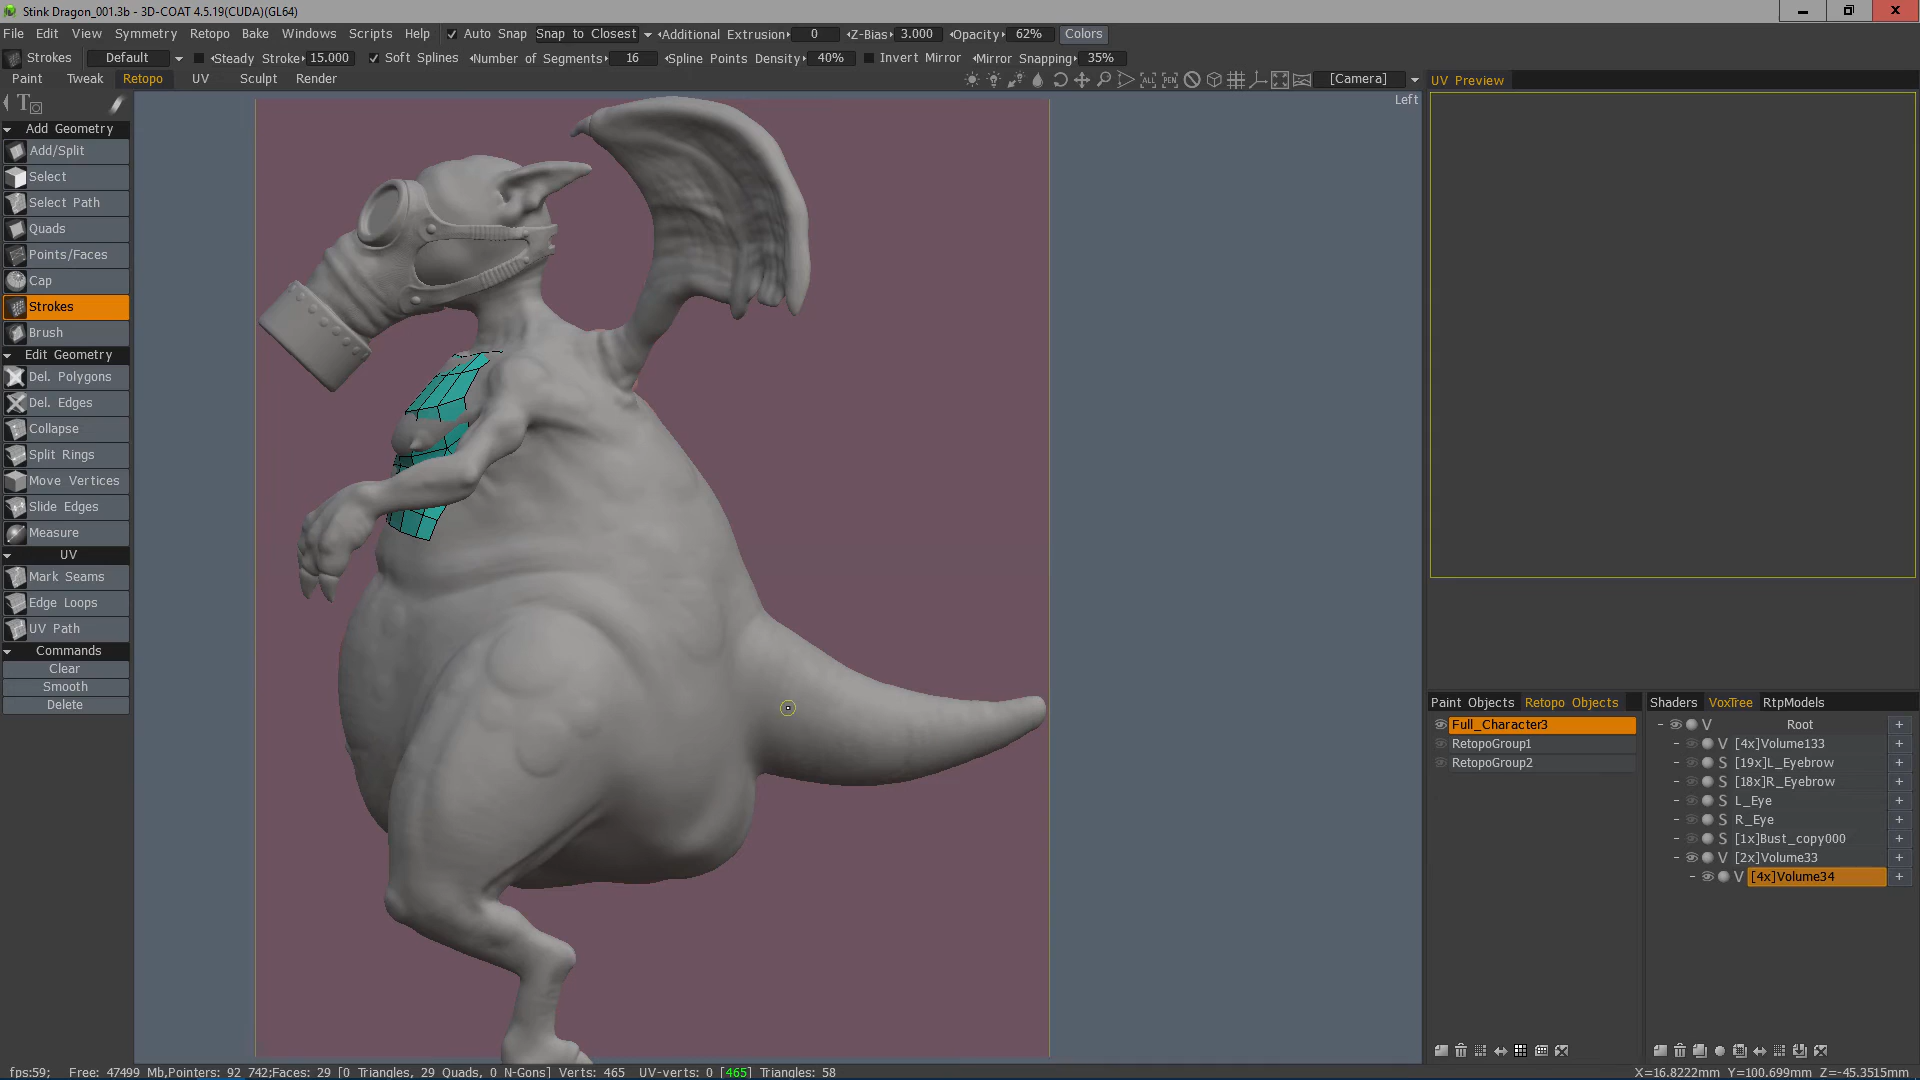 Stink Dragon_001.3b - 3D-COAT 4.5.19(CUDA)(GL64)
File Edit View Symmetry Retopo Bake Windows Scripts Help Auto Snap Snap to Closest Additional Extrusion 0 Z-Bias 3.000 Opacity 62% Colors
Strokes Default Steady Stroke 15.000 Soft Splines Number of Segments 16 Spline Points Density 40% Invert Mirror Mirror Snapping 35%
Paint Tweak Retopo UV Sculpt Render ALL PEN [Camera] UV Preview
Left
Add Geometry
Add/Split
Select
Select Path
Quads
Points/Faces
Cap
Strokes
Brush
Edit Geometry
Del. Polygons
Del. Edges
Collapse
Split Rings
Move Vertices
Slide Edges
Measure
UV
Mark Seams
Edge Loops
UV Path
Commands
Clear
Smooth
Delete
Paint Objects Retopo Objects
Full_Character3
RetopoGroup1
RetopoGroup2
Shaders VoxTree RtpModels
V Root +
V [4x]Volume133 +
S [19x]L_Eyebrow +
S [18x]R_Eyebrow +
S L_Eye +
S R_Eye +
S [1x]Bust_copy000 +
V [2x]Volume33 +
V [4x]Volume34 +
fps:59; Free: 47499 Mb,Pointers: 92 742;Faces: 29 [0 Triangles, 29 Quads, 0 N-Gons] Verts: 465 UV-verts: 0 [465] Triangles: 58 X=16.8222mm Y=100.699mm Z=-45.3515mm